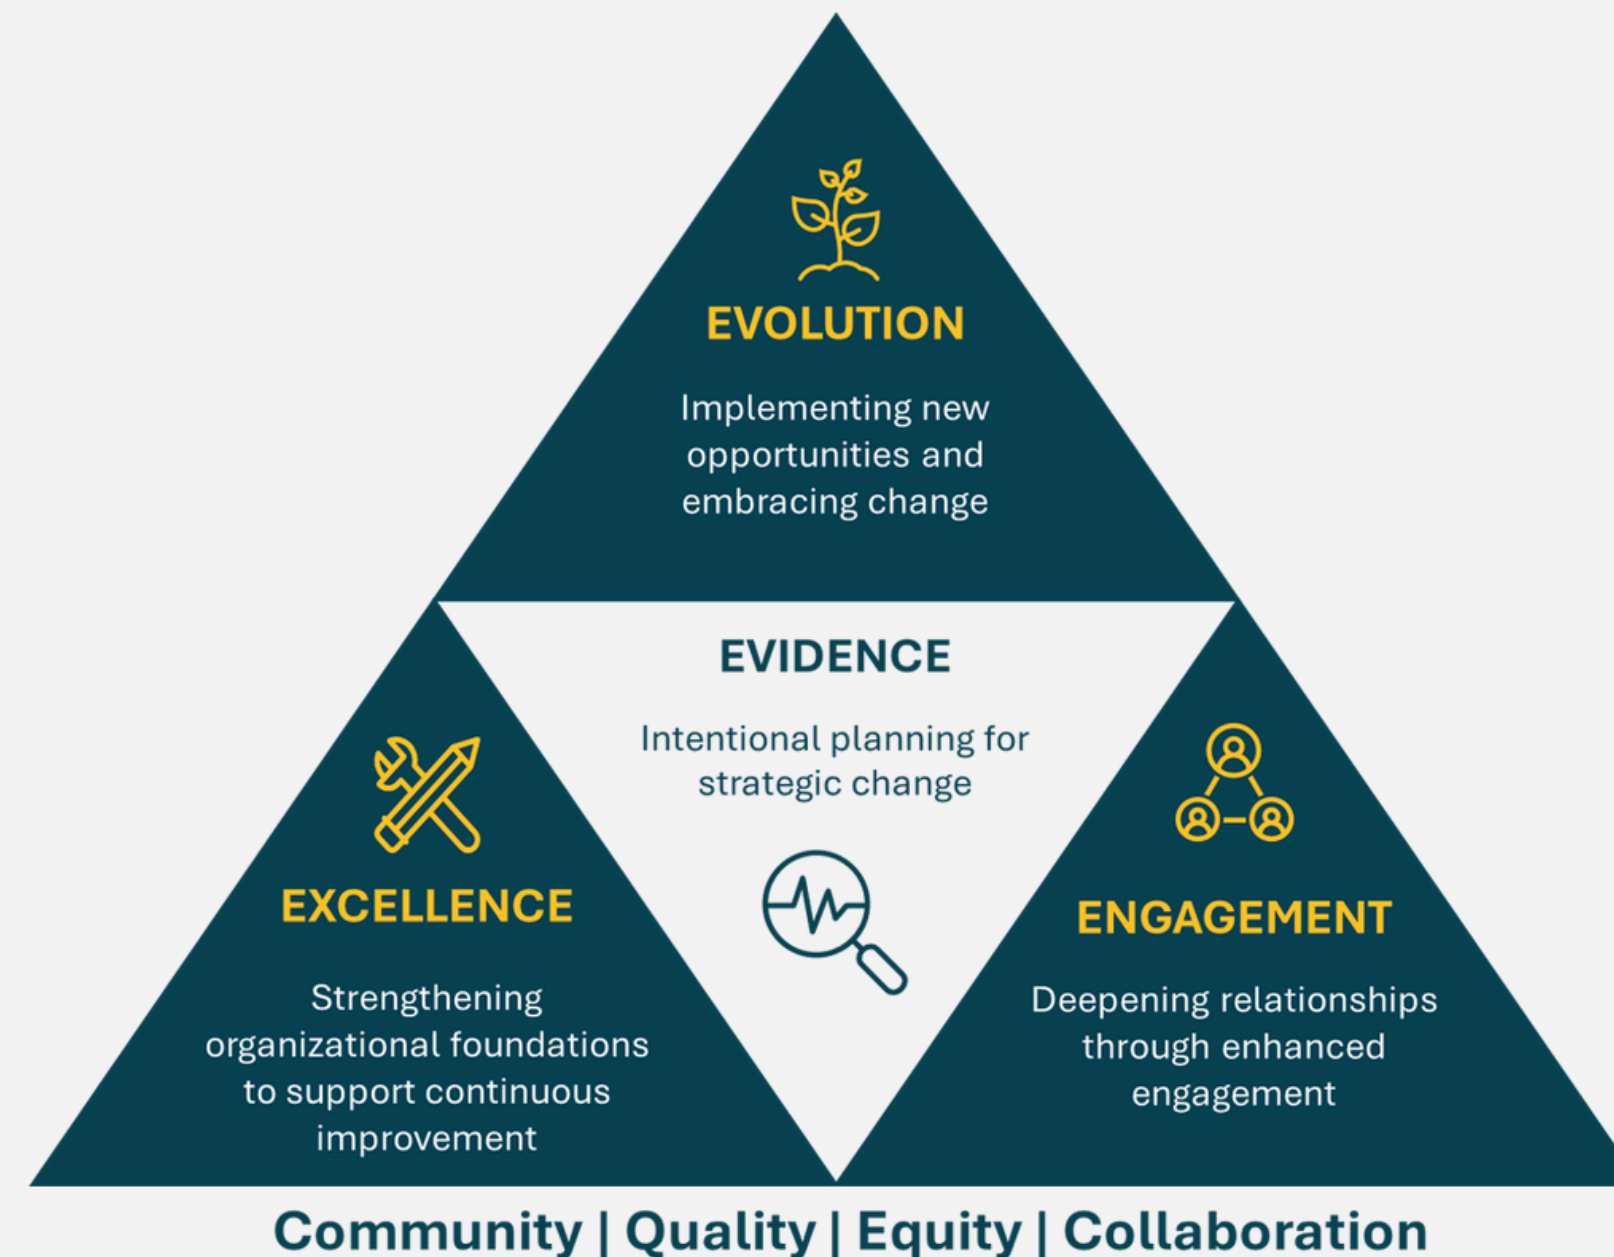 EVOLUTION
Implementing new
opportunities and
embracing change
EVIDENCE
Intentional planning for
strategic change
EXCELLENCE
Strengthening
organizational foundations
to support continuous
improvement
ENGAGEMENT
Deepening relationships
through enhanced
engagement
Community | Quality | Equity | Collaboration